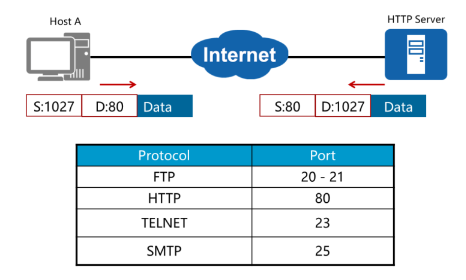 Host A
HTTP Server
Internet
S:1027 D:80 Data
S:80 D:1027 Data
Protocol Port
FTP 20 - 21
HTTP 80
TELNET 23
SMTP 25